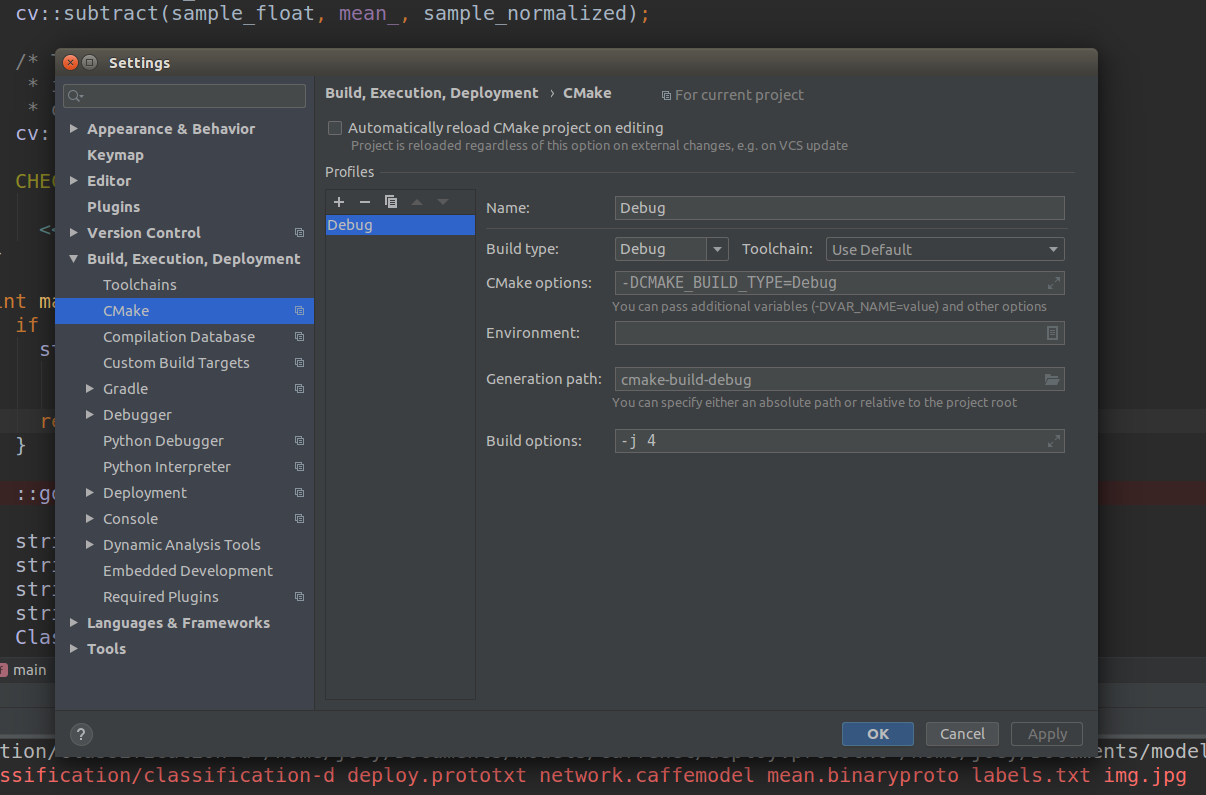 cv::subtract(sample_float, mean_, sample_normalized);
Settings
/*
*
*
cv:
CHEC
<<
int ma
if
st
}
::go
stri
stri
stri
stri
Clas
main
Appearance & Behavior
Keymap
Editor
Plugins
Version Control
Build, Execution, Deployment
Toolchains
CMake
Compilation Database
Custom Build Targets
Gradle
Debugger
Python Debugger
Python Interpreter
Deployment
Console
Dynamic Analysis Tools
Embedded Development
Required Plugins
Languages & Frameworks
Tools
?
Build, Execution, Deployment › CMake For current project
Automatically reload CMake project on editing
Project is reloaded regardless of this option on external changes, e.g. on VCS update
Profiles
Debug
Name: Debug
Build type: Debug Toolchain: Use Default
CMake options: -DCMAKE_BUILD_TYPE=Debug
You can pass additional variables (-DVAR_NAME=value) and other options
Environment:
Generation path: cmake-build-debug
You can specify either an absolute path or relative to the project root
Build options: -j 4
OK Cancel Apply
ssification/classification-d deploy.prototxt network.caffemodel mean.binaryproto labels.txt img.jpg